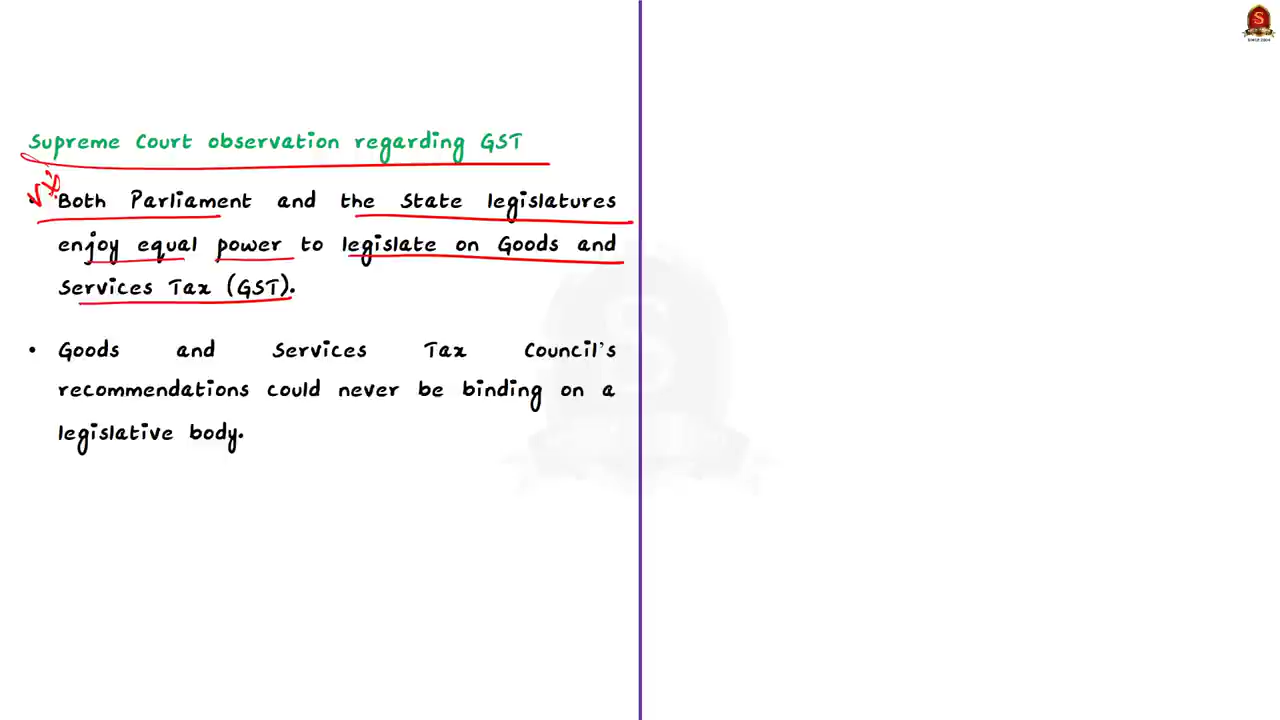 Supreme Court observation regarding GST
• Both Parliament and the State legislatures
enjoy equal power to legislate on Goods and
Services Tax (GST).
• Goods and Services Tax Council's
recommendations could never be binding on a
legislative body.